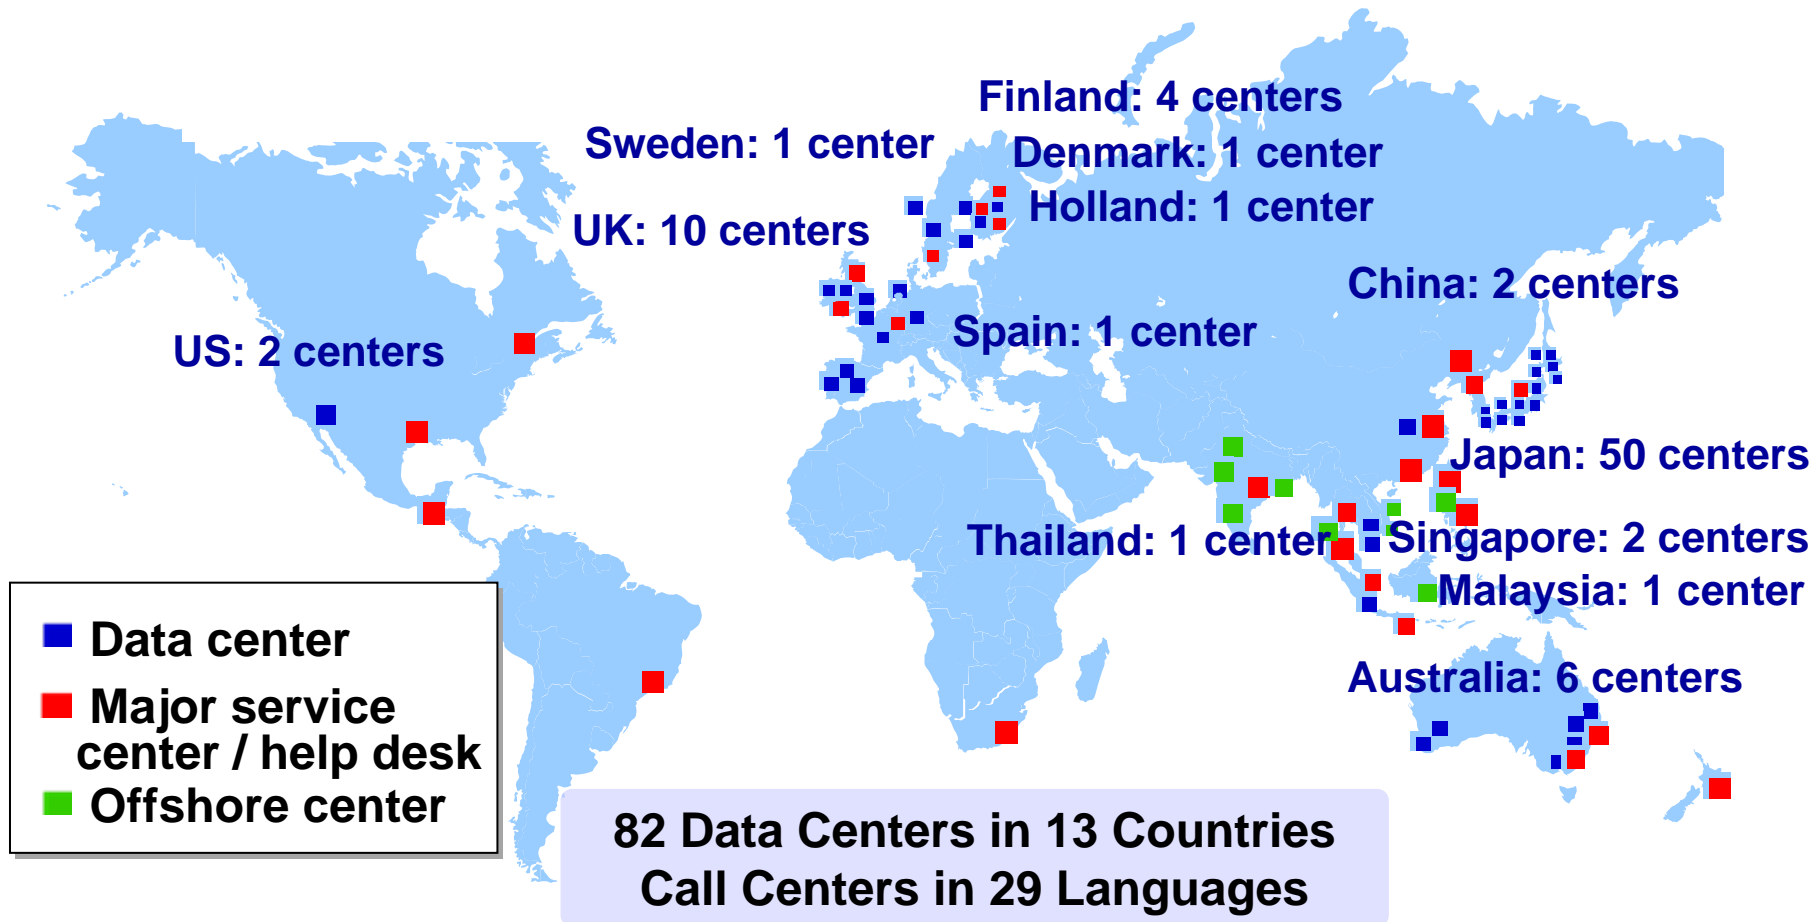 Finland: 4 centers
Sweden: 1 center
Denmark: 1 center
Holland: 1 center
UK: 10 centers
China: 2 centers
US: 2 centers
Spain: 1 center
Japan: 50 centers
Thailand: 1 center
Singapore: 2 centers
Malaysia: 1 center
Australia: 6 centers
Data center
Major service
center / help desk
Offshore center
82 Data Centers in 13 Countries
Call Centers in 29 Languages